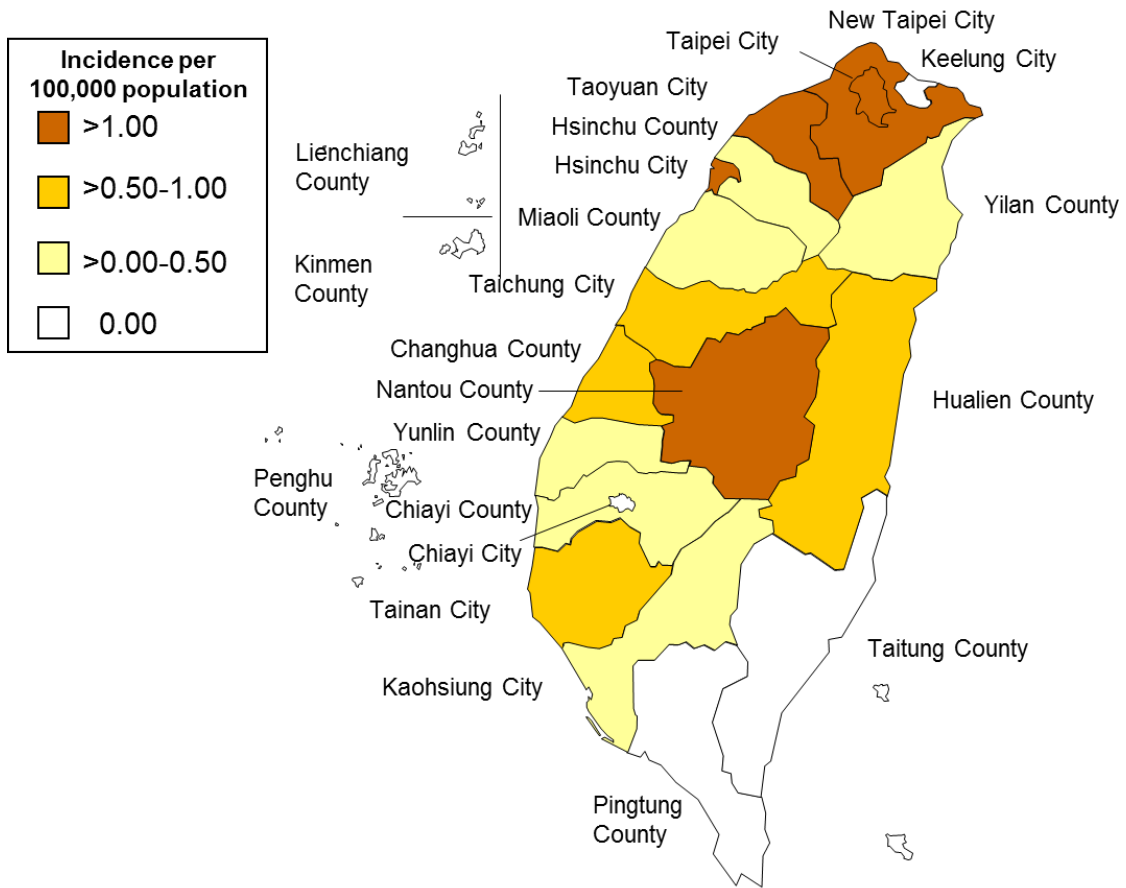 Incidence per
100,000 population
>1.00
>0.50-1.00
>0.00-0.50
0.00
New Taipei City
Taipei City
Keelung City
Taoyuan City
Hsinchu County
Lienchiang
County
Hsinchu City
Miaoli County
Yilan County
Kinmen
County
Taichung City
Changhua County
Nantou County
Hualien County
Yunlin County
Penghu
County
Chiayi County
Chiayi City
Tainan City
Taitung County
Kaohsiung City
Pingtung
County